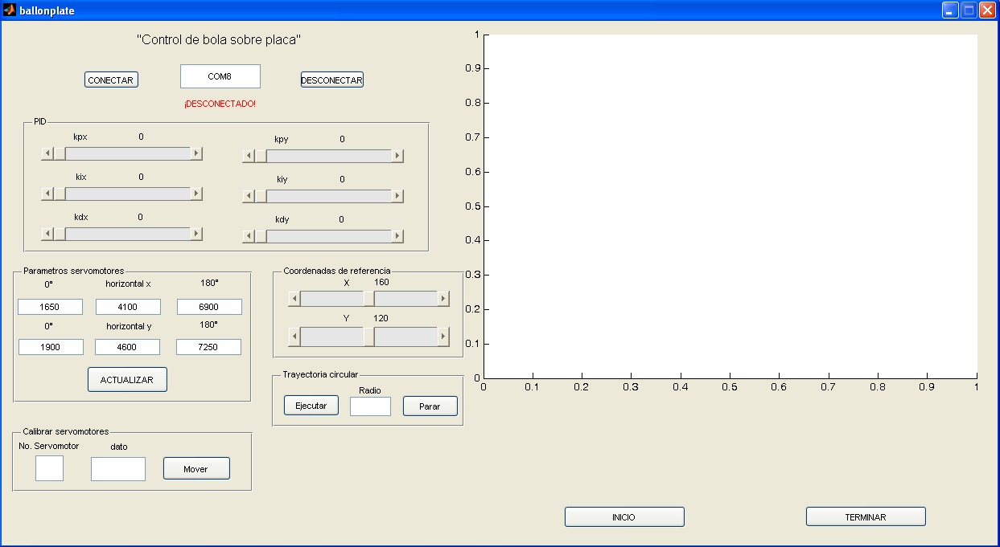 ballonplate
"Control de bola sobre placa"
CONECTAR
COM8
DESCONECTAR
¡DESCONECTADO!
PID
kpx 0
kpy 0
kix 0
kiy 0
kdx 0
kdy 0
Parametros servomotores
0° horizontal x 180°
1650 4100 6900
0° horizontal y 180°
1900 4600 7250
ACTUALIZAR
Coordenadas de referencia
X 160
Y 120
Trayectoria circular
Radio
Ejecutar
Parar
Calibrar servomotores
No. Servomotor dato
Mover
1
0.9
0.8
0.7
0.6
0.5
0.4
0.3
0.2
0.1
0
0 0.1 0.2 0.3 0.4 0.5 0.6 0.7 0.8 0.9 1
INICIO
TERMINAR